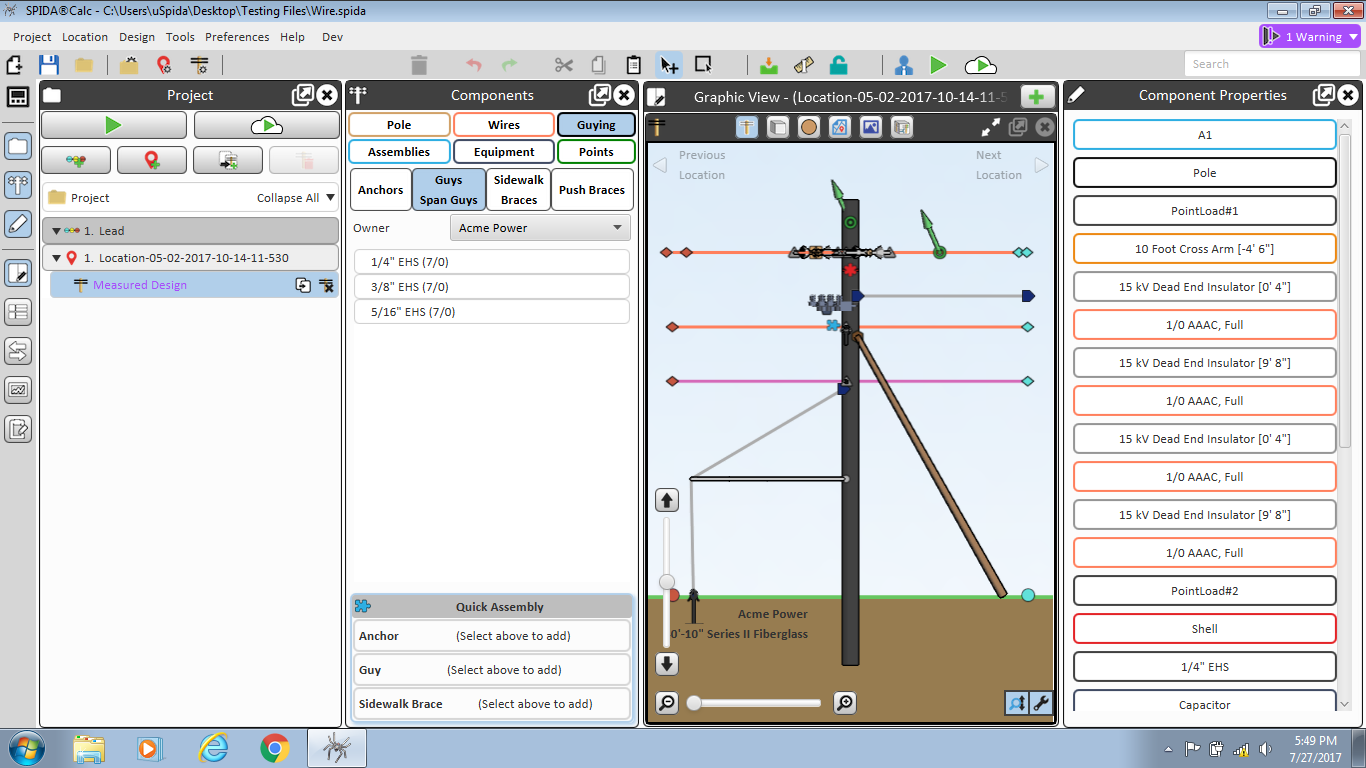 SPIDA®Calc - C:\Users\uSpida\Desktop\Testing Files\Wire.spida
Project Location Design Tools Preferences Help Dev
1 Warning
Search
Project
Project
Collapse All
1. Lead
1. Location-05-02-2017-10-14-11-530
Measured Design
Components
Pole Wires Guying
Assemblies Equipment Points
Anchors
Guys
Span Guys
Sidewalk
Braces
Push Braces
Owner
Acme Power
1/4" EHS (7/0)
3/8" EHS (7/0)
5/16" EHS (7/0)
Quick Assembly
Anchor (Select above to add)
Guy (Select above to add)
Sidewalk Brace (Select above to add)
Graphic View - (Location-05-02-2017-10-14-11-5
Previous
Location
Next
Location
Acme Power
0'-10" Series II Fiberglass
Component Properties
A1
Pole
PointLoad#1
10 Foot Cross Arm [-4' 6"]
15 kV Dead End Insulator [0' 4"]
1/0 AAAC, Full
15 kV Dead End Insulator [9' 8"]
1/0 AAAC, Full
15 kV Dead End Insulator [0' 4"]
1/0 AAAC, Full
15 kV Dead End Insulator [9' 8"]
1/0 AAAC, Full
PointLoad#2
Shell
1/4" EHS
Capacitor
5:49 PM
7/27/2017